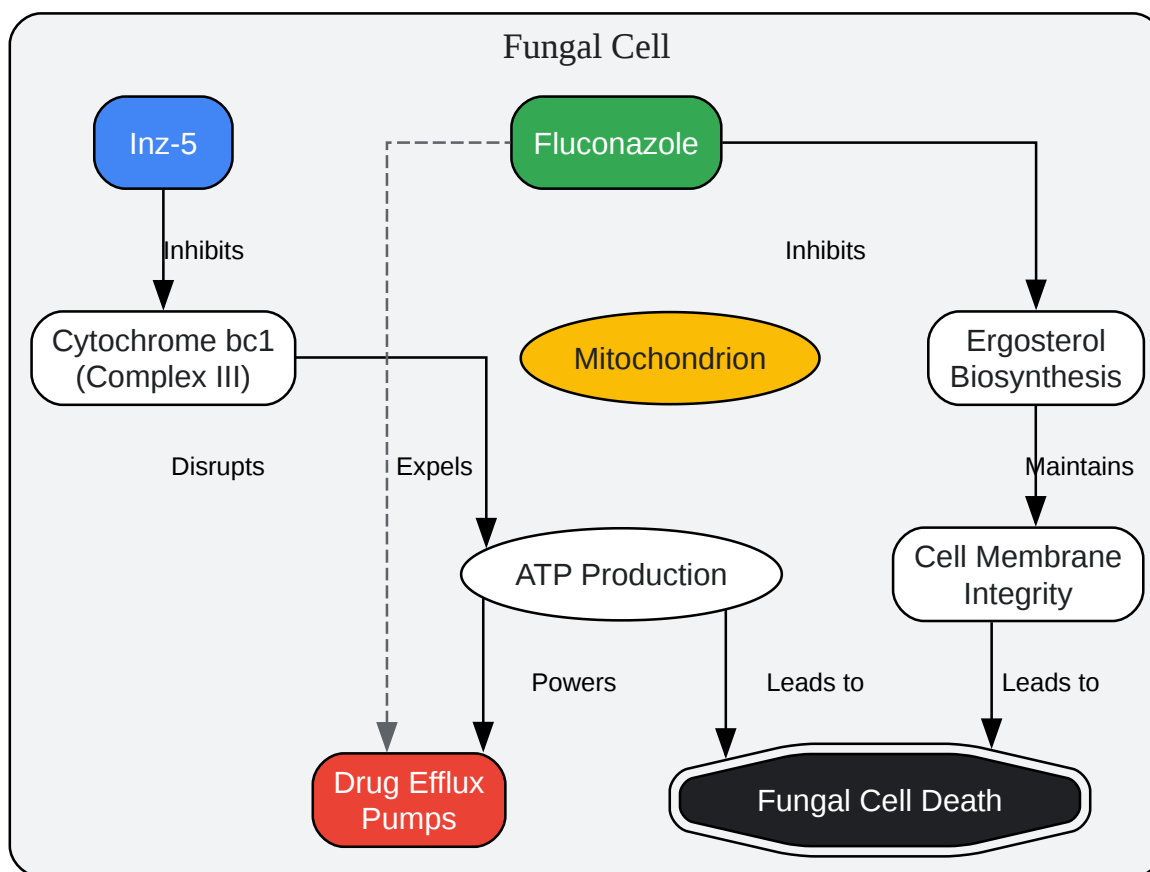 Fungal Cell
Inz-5
Fluconazole
Inhibits
Inhibits
Cytochrome bc1
(Complex III)
Mitochondrion
Ergosterol
Biosynthesis
Disrupts
Expels
Maintains
ATP Production
Cell Membrane
Integrity
Powers
Leads to
Leads to
Drug Efflux
Pumps
Fungal Cell Death